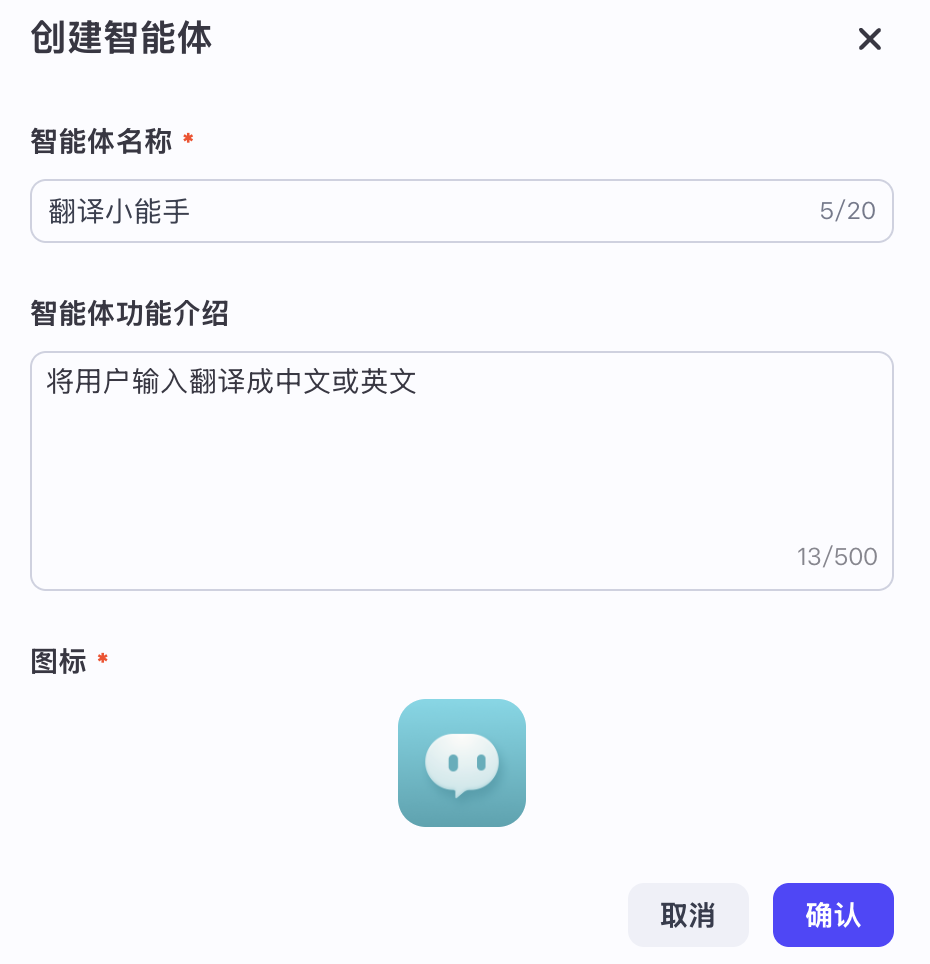 创建智能体
智能体名称 *
翻译小能手 5/20
智能体功能介绍
将用户输入翻译成中文或英文
13/500
图标 *
取消 确认